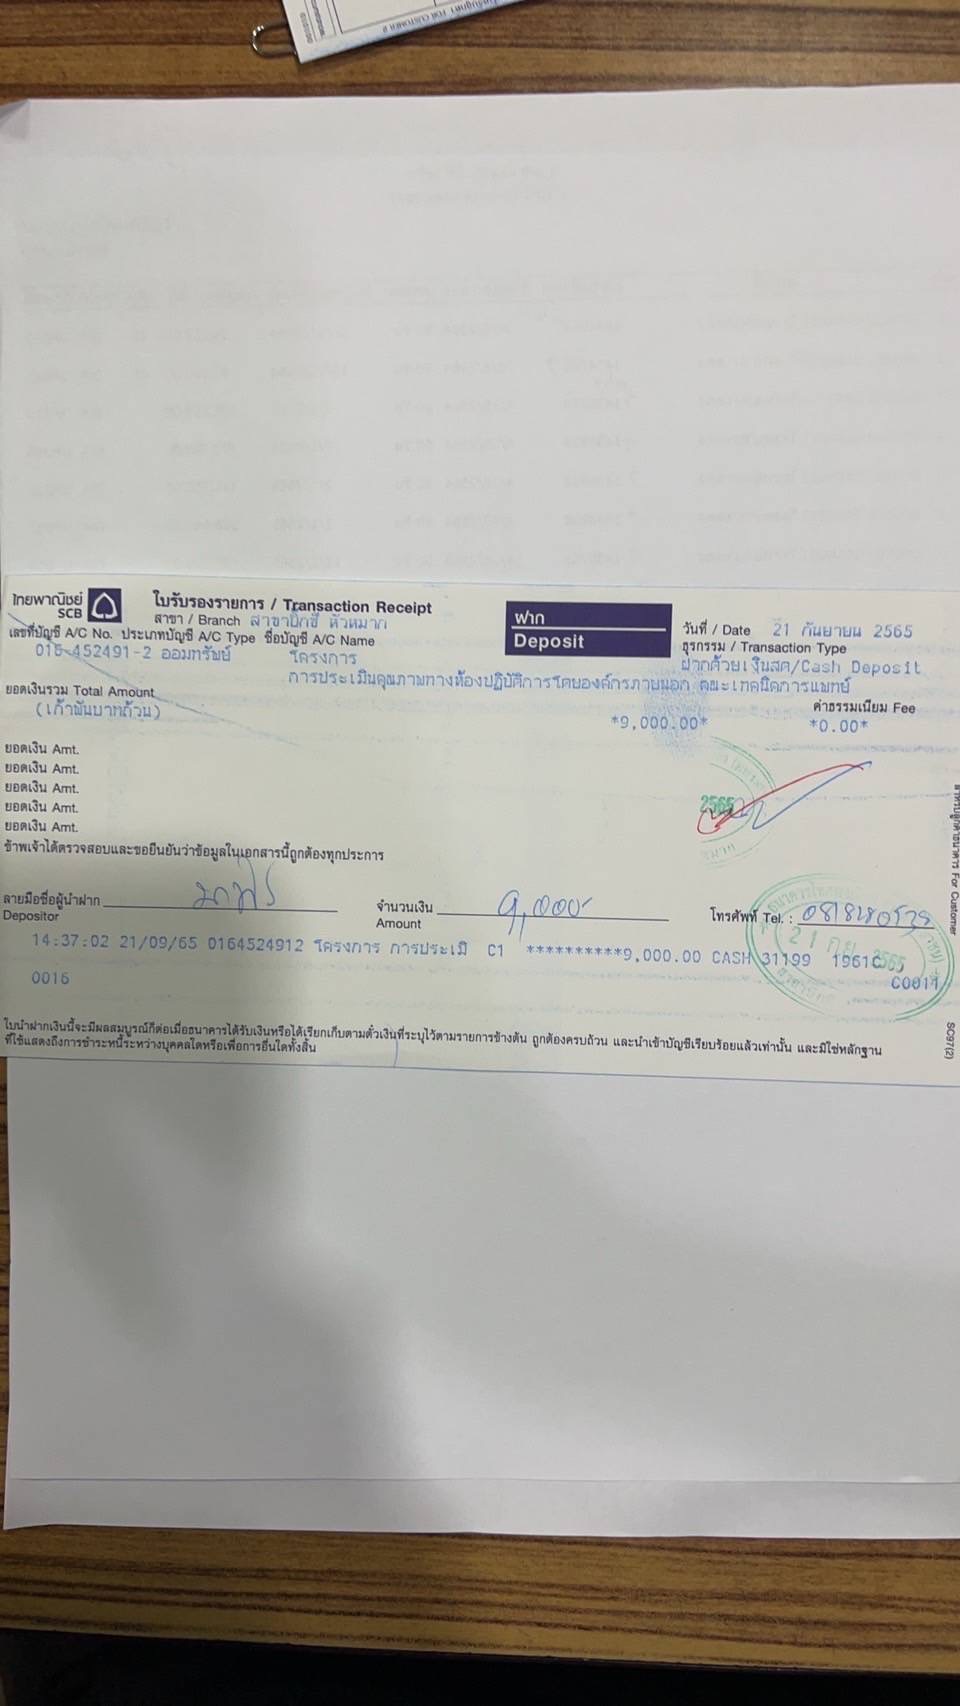 ไทยพาณิชย์
SCB
ใบรับรองรายการ / Transaction Receipt
สาขา / Branch สาขาบิ๊กซี หัวหมาก
ฝาก
Deposit
วันที่ / Date 21 กันยายน 2565
เลขที่บัญชี A/C No. ประเภทบัญชี A/C Type ชื่อบัญชี A/C Name
ธุรกรรม / Transaction Type
016-452491-2 ออมทรัพย์ โครงการ
ฝากด้วยเงินสด/Cash Deposit
การประเมินคุณภาพทางห้องปฏิบัติการโดยองค์กรภายนอก คณะเทคนิคการแพทย์
ยอดเงินรวม Total Amount
ค่าธรรมเนียม Fee
(เก้าพันบาทถ้วน) *9,000.00* *0.00*
ยอดเงิน Amt.
ยอดเงิน Amt.
ยอดเงิน Amt.
ยอดเงิน Amt.
ยอดเงิน Amt.
2565
ข้าพเจ้าได้ตรวจสอบและขอยืนยันว่าข้อมูลในเอกสารนี้ถูกต้องทุกประการ
ลายมือชื่อผู้นำฝาก
Depositor
จำนวนเงิน 9,000-
Amount
โทรศัพท์ Tel. :
21 ก.ย. 2565
14:37:02 21/09/65 0164524912 โครงการ การประเมิ C1 **********9,000.00 CASH 31199
0016 C0011
ใบนำฝากเงินนี้จะมีผลสมบูรณ์ก็ต่อเมื่อธนาคารได้รับเงินหรือได้เรียกเก็บตามตั๋วเงินที่ระบุไว้ตามรายการข้างต้น ถูกต้องครบถ้วน และนำเข้าบัญชีเรียบร้อยแล้วเท่านั้น และมิใช่หลักฐาน
ที่ใช้แสดงถึงการชำระหนี้ระหว่างบุคคลใดหรือเพื่อการอื่นใดทั้งสิ้น
สำหรับลูกค้าธนาคาร For Customer
SC97(2)
FOR CUSTOMER